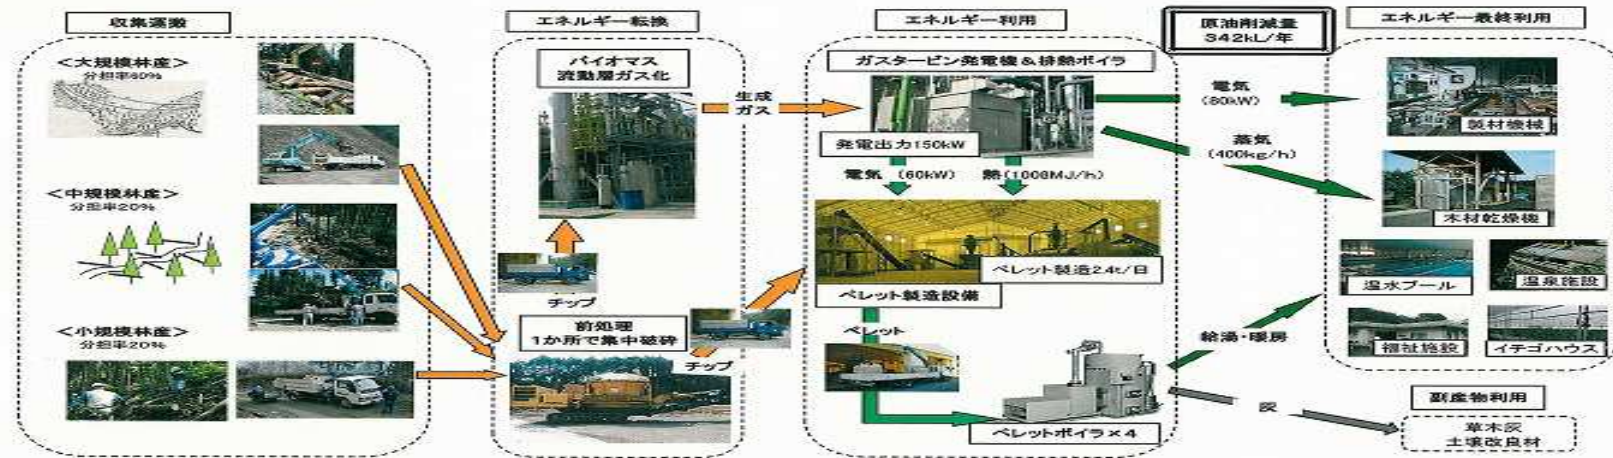 収集運搬
<大規模林産>
分担率60%
<中規模林産>
分担率20%
<小規模林産>
分担率20%
エネルギー転換
バイオマス
流動層ガス化
チップ
前処理
1か所で集中破砕
チップ
生成
ガス
エネルギー利用
ガスタービン発電機&排熱ボイラ
発電出力150kW
電気 (60kW) 熱(1008MJ/h)
ペレット製造2.4t/日
ペレット製造設備
ペレット
ペレットボイラ×4
原油削減量
342kL/年
電気
(80kW)
蒸気
(400kg/h)
給湯・暖房
灰
エネルギー最終利用
製材機械
木材乾燥機
温水プール
温泉施設
福祉施設
イチゴハウス
副産物利用
草木灰
土壌改良材